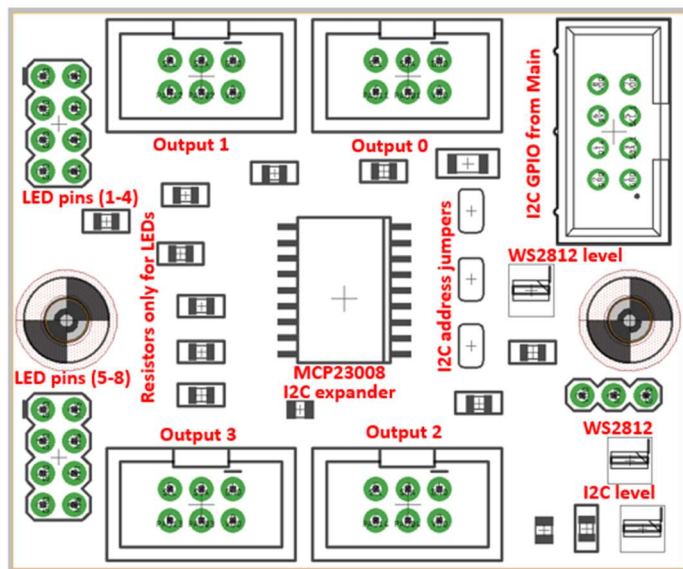 Output 1
Output 0
I2C GPIO from Main
LED pins (1-4)
Resistors only for LEDs
I2C address jumpers
WS2812 level
MCP23008
I2C expander
LED pins (5-8)
WS2812
Output 3
Output 2
I2C level